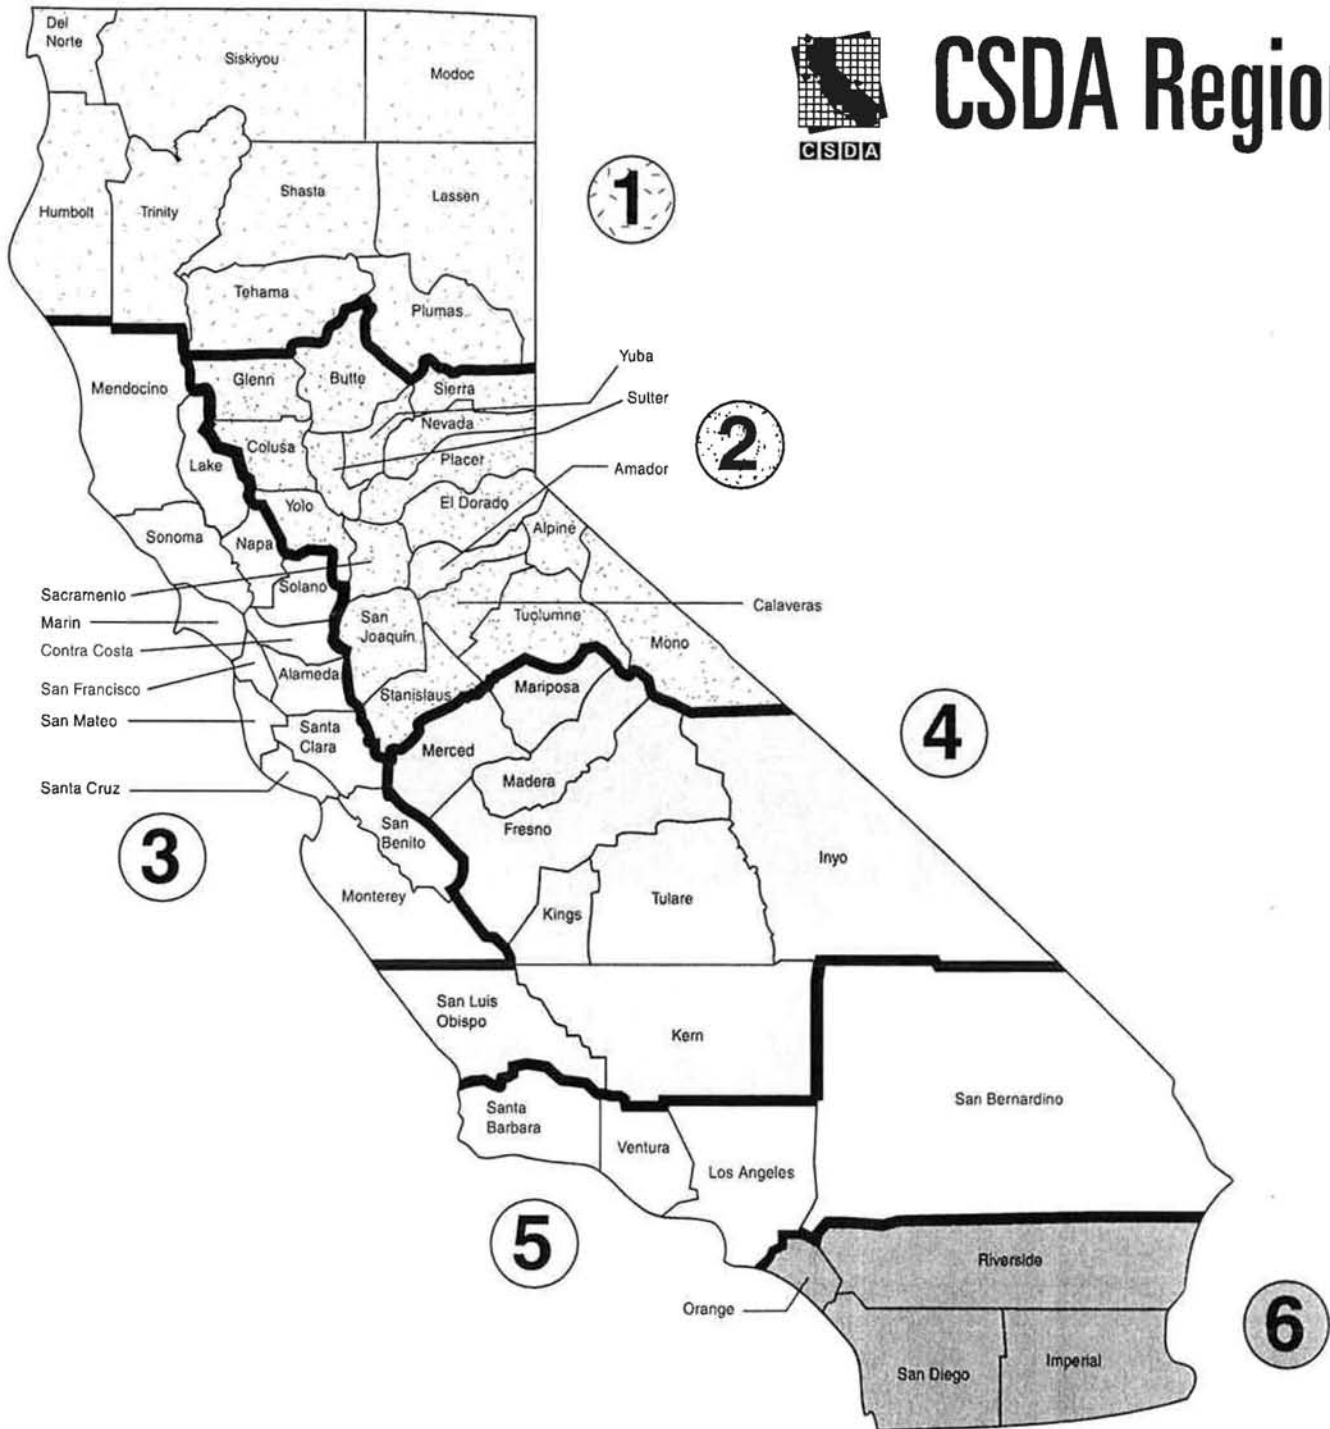 CSDA Region
CSDA
Del
Norte
Siskiyou
Modoc
Humbolt
Trinity
Shasta
Lassen
1
Tehama
Plumas
Mendocino
Glenn
Butte
Sierra
Yuba
Sutter
Nevada
2
Colusa
Placer
Lake
Amador
Yolo
El Dorado
Sonoma
Napa
Alpine
Solano
Sacramento
Marin
Contra Costa
San Francisco
San Mateo
Santa Cruz
San
Joaquin
Tuolumne
Calaveras
Mono
Alameda
Stanislaus
Mariposa
Santa
Clara
Merced
4
Madera
3
San
Benito
Fresno
Inyo
Monterey
Kings
Tulare
San Luis
Obispo
Kern
San Bernardino
Santa
Barbara
Ventura
Los Angeles
5
Riverside
Orange
6
San Diego
Imperial